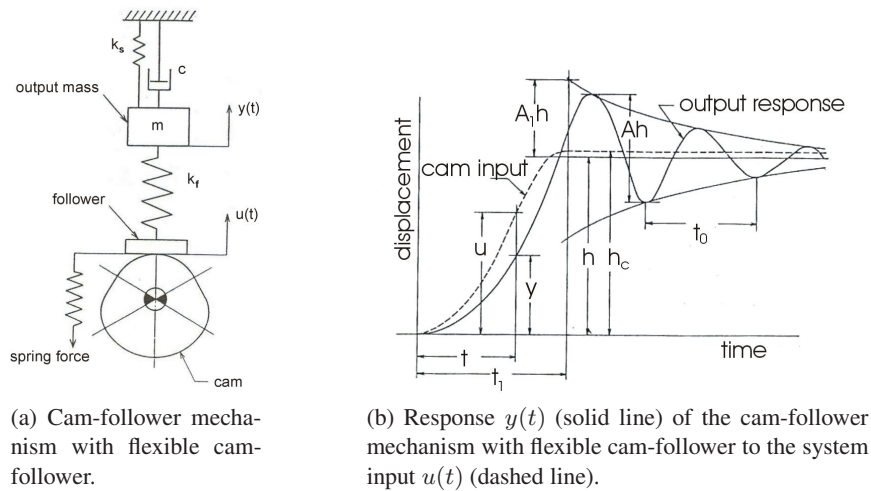 kₛ
c
output mass
m
y(t)
k_f
follower
u(t)
spring force
cam
(a) Cam-follower mecha-
nism with flexible cam-
follower.
displacement
A₁h
Ah
output response
cam input
u
y
h
h_c
t₀
t
t₁
time
(b) Response y(t) (solid line) of the cam-follower
mechanism with flexible cam-follower to the system
input u(t) (dashed line).